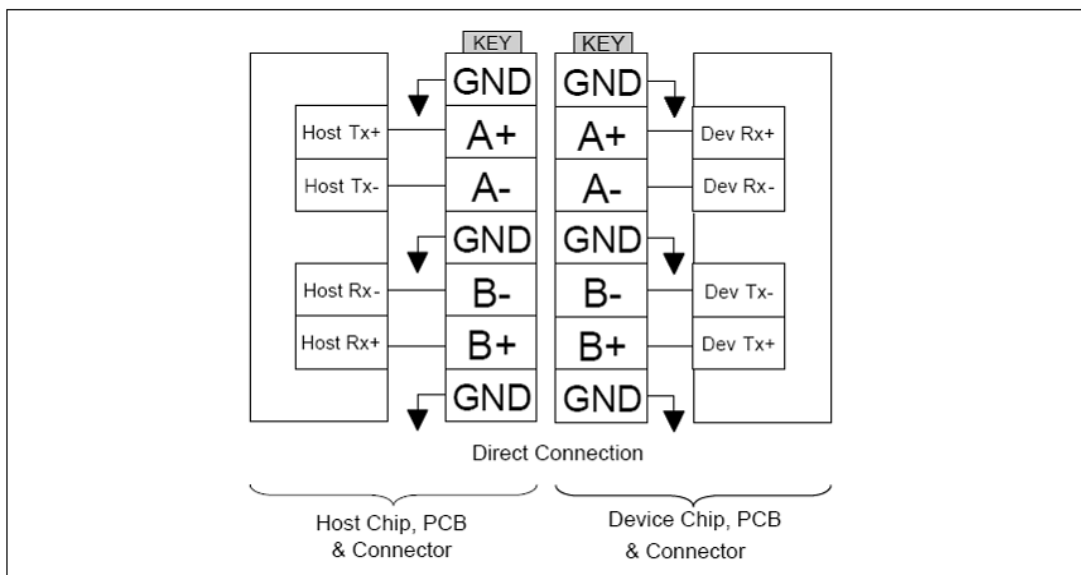 KEY KEY
GND GND
Host Tx+ A+ A+ Dev Rx+
Host Tx- A- A- Dev Rx-
GND GND
Host Rx- B- B- Dev Tx-
Host Rx+ B+ B+ Dev Tx+
GND GND
Direct Connection
Host Chip, PCB
& Connector
Device Chip, PCB
& Connector